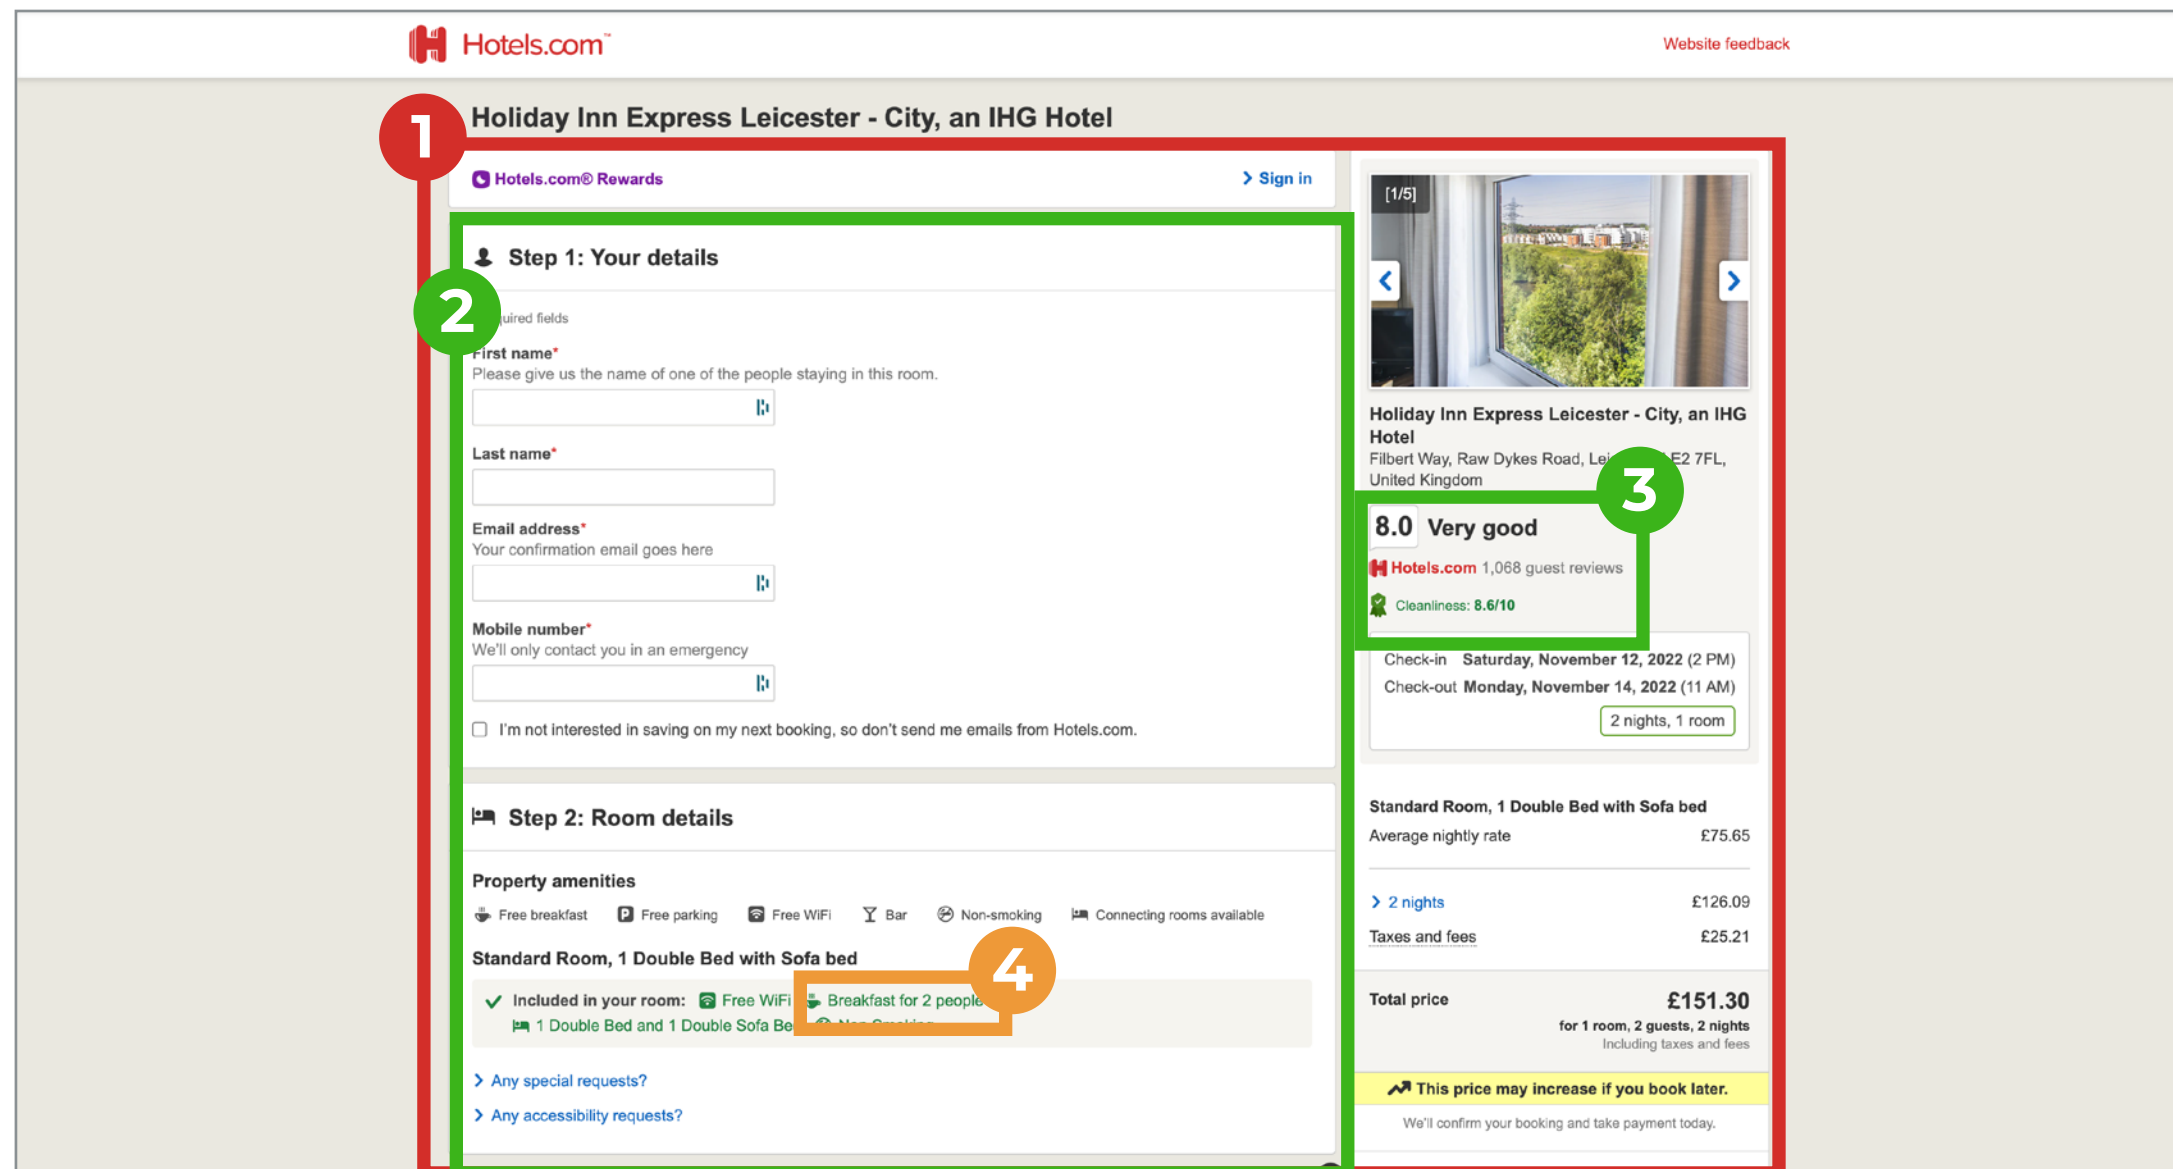 Hotels.com™
Website feedback
Holiday Inn Express Leicester - City, an IHG Hotel
1
Hotels.com® Rewards
Sign in
2
Step 1: Your details
fields
First name*
Please give us the name of one of the people staying in this room.
Last name*
Email address*
Your confirmation email goes here
Mobile number*
We'll only contact you in an emergency
I'm not interested in saving on my next booking, so don't send me emails from Hotels.com.
Step 2: Room details
Property amenities
Free breakfast P Free parking Free WiFi Bar Non-smoking Connecting rooms available
Standard Room, 1 Double Bed with Sofa bed
4
Included in your room: Free WiFi Breakfast for 2 people
1 Double Bed and 1 Double Sofa
Any special requests?
Any accessibility requests?
[1/5]
Holiday Inn Express Leicester - City, an IHG
Hotel
Filbert Way, Raw Dykes Road, E2 7FL,
United Kingdom
3
8.0 Very good
Hotels.com 1,068 guest reviews
Cleanliness: 8.6/10
Check-in Saturday, November 12, 2022 (2 PM)
Check-out Monday, November 14, 2022 (11 AM)
2 nights, 1 room
Standard Room, 1 Double Bed with Sofa bed
Average nightly rate £75.65
2 nights £126.09
Taxes and fees £25.21
Total price £151.30
for 1 room, 2 guests, 2 nights
Including taxes and fees
This price may increase if you book later.
We'll confirm your booking and take payment today.